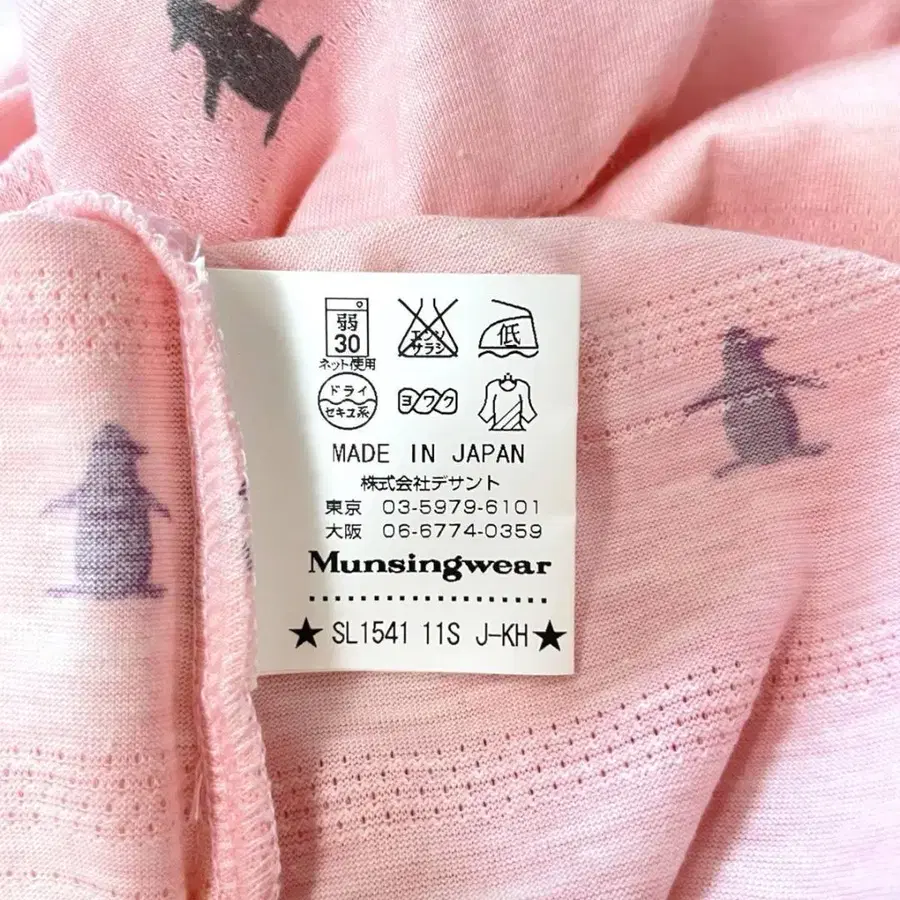 弱
30
ネット使用
エンソ
サラシ
低
ドライ
セキユ系
ヨワク
MADE IN JAPAN
株式会社デサント
東京 03-5979-6101
大阪 06-6774-0359
Munsingwear
★ SL1541 11S J-KH ★